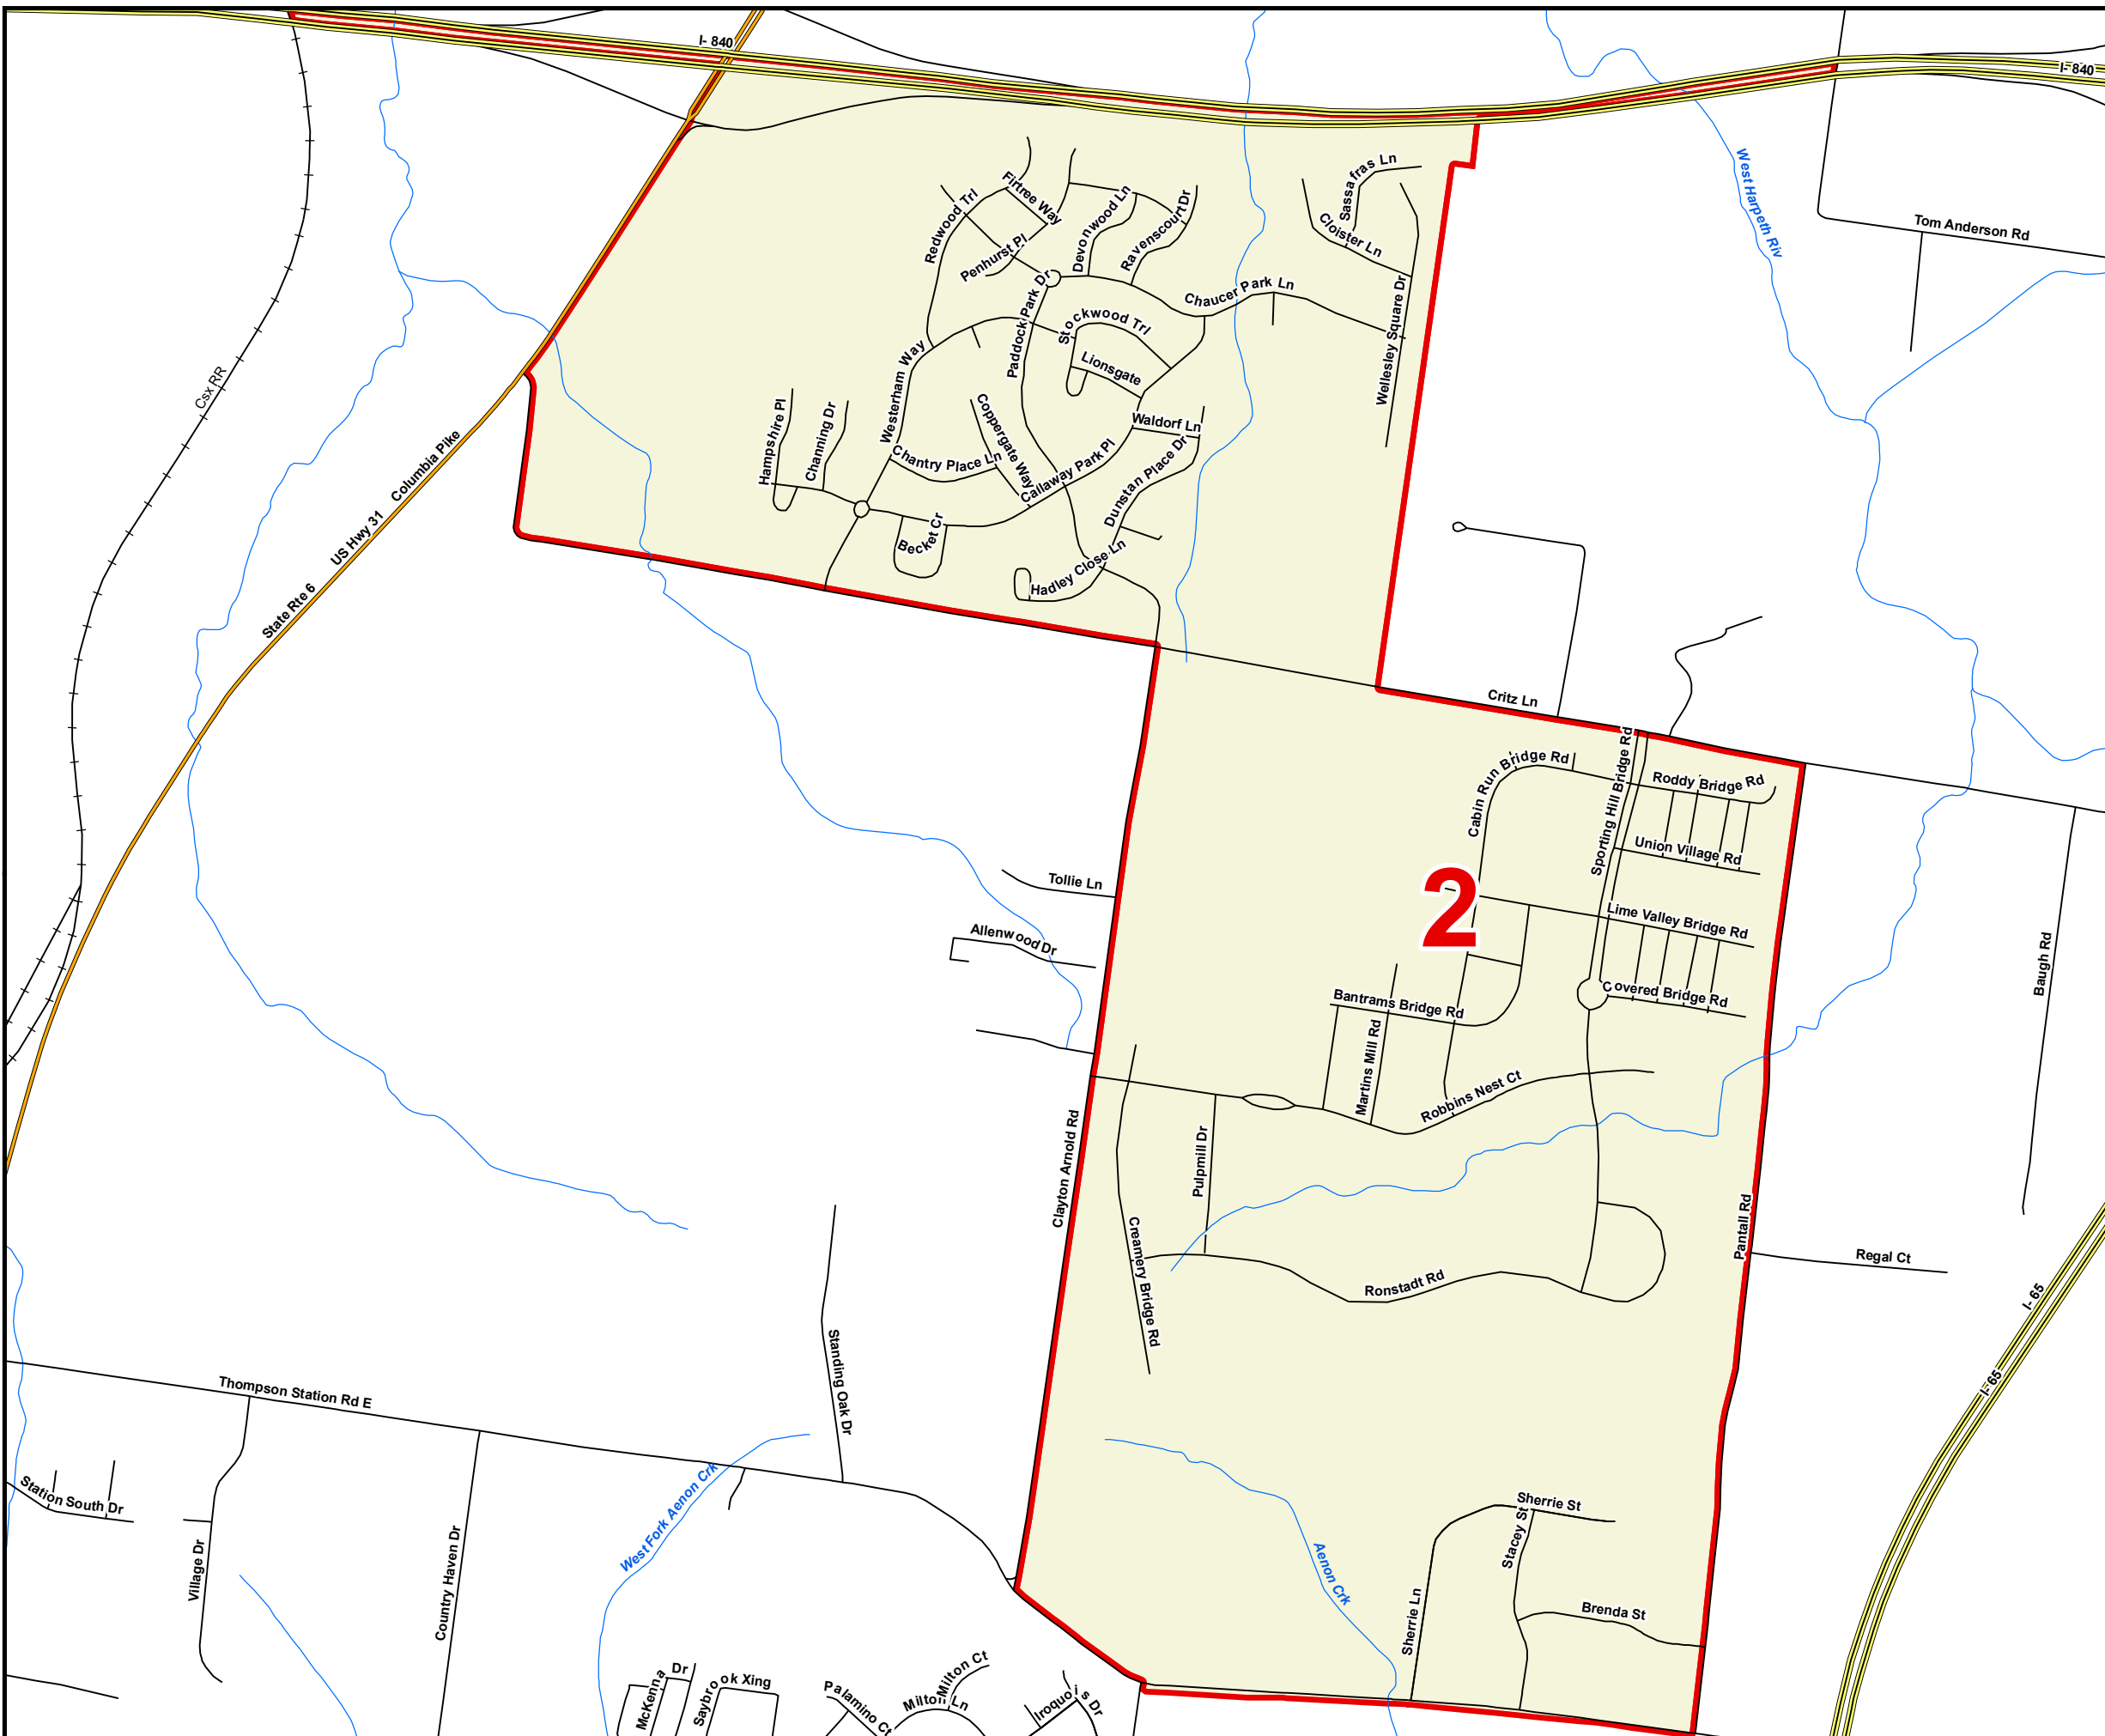 I- 840
I- 840
West Harpeth Riv
Tom Anderson Rd
Sassafras Ln
Cloister Ln
Firtree Way
Redwood Trl
Penhurst Pl
Devonwood Ln
Ravenscourt Dr
Paddock Park Dr
Chaucer Park Ln
Stockwood Trl
Lionsgate
Wellesley Square Dr
Westerham Way
Waldorf Ln
Coppergate Way
Chantry Place Ln
Callaway Park Pl
Dunstan Place Dr
Hampshire Pl
Channing Dr
Becket Cr
Hadley Close Ln
Csx RR
Columbia Pike
US Hwy 31
State Rte 6
Critz Ln
Cabin Run Bridge Rd
Sporting Hill Bridge Rd
Roddy Bridge Rd
Union Village Rd
2
Lime Valley Bridge Rd
Covered Bridge Rd
Tollie Ln
Allenwood Dr
Bantrams Bridge Rd
Martins Mill Rd
Robbins Nest Ct
Baugh Rd
Clayton Arnold Rd
Pulpmill Dr
Creamery Bridge Rd
Ronstadt Rd
Pantall Rd
Regal Ct
I- 65
I- 65
Standing Oak Dr
Thompson Station Rd E
Station South Dr
Village Dr
Country Haven Dr
West Fork Aenon Crk
Aenon Crk
Sherrie St
Stacey St
Sherrie Ln
Brenda St
McKenna Dr
Saybrook Xing
Palamino Ct
Milton Ln
Milton Ct
Iroquois Dr